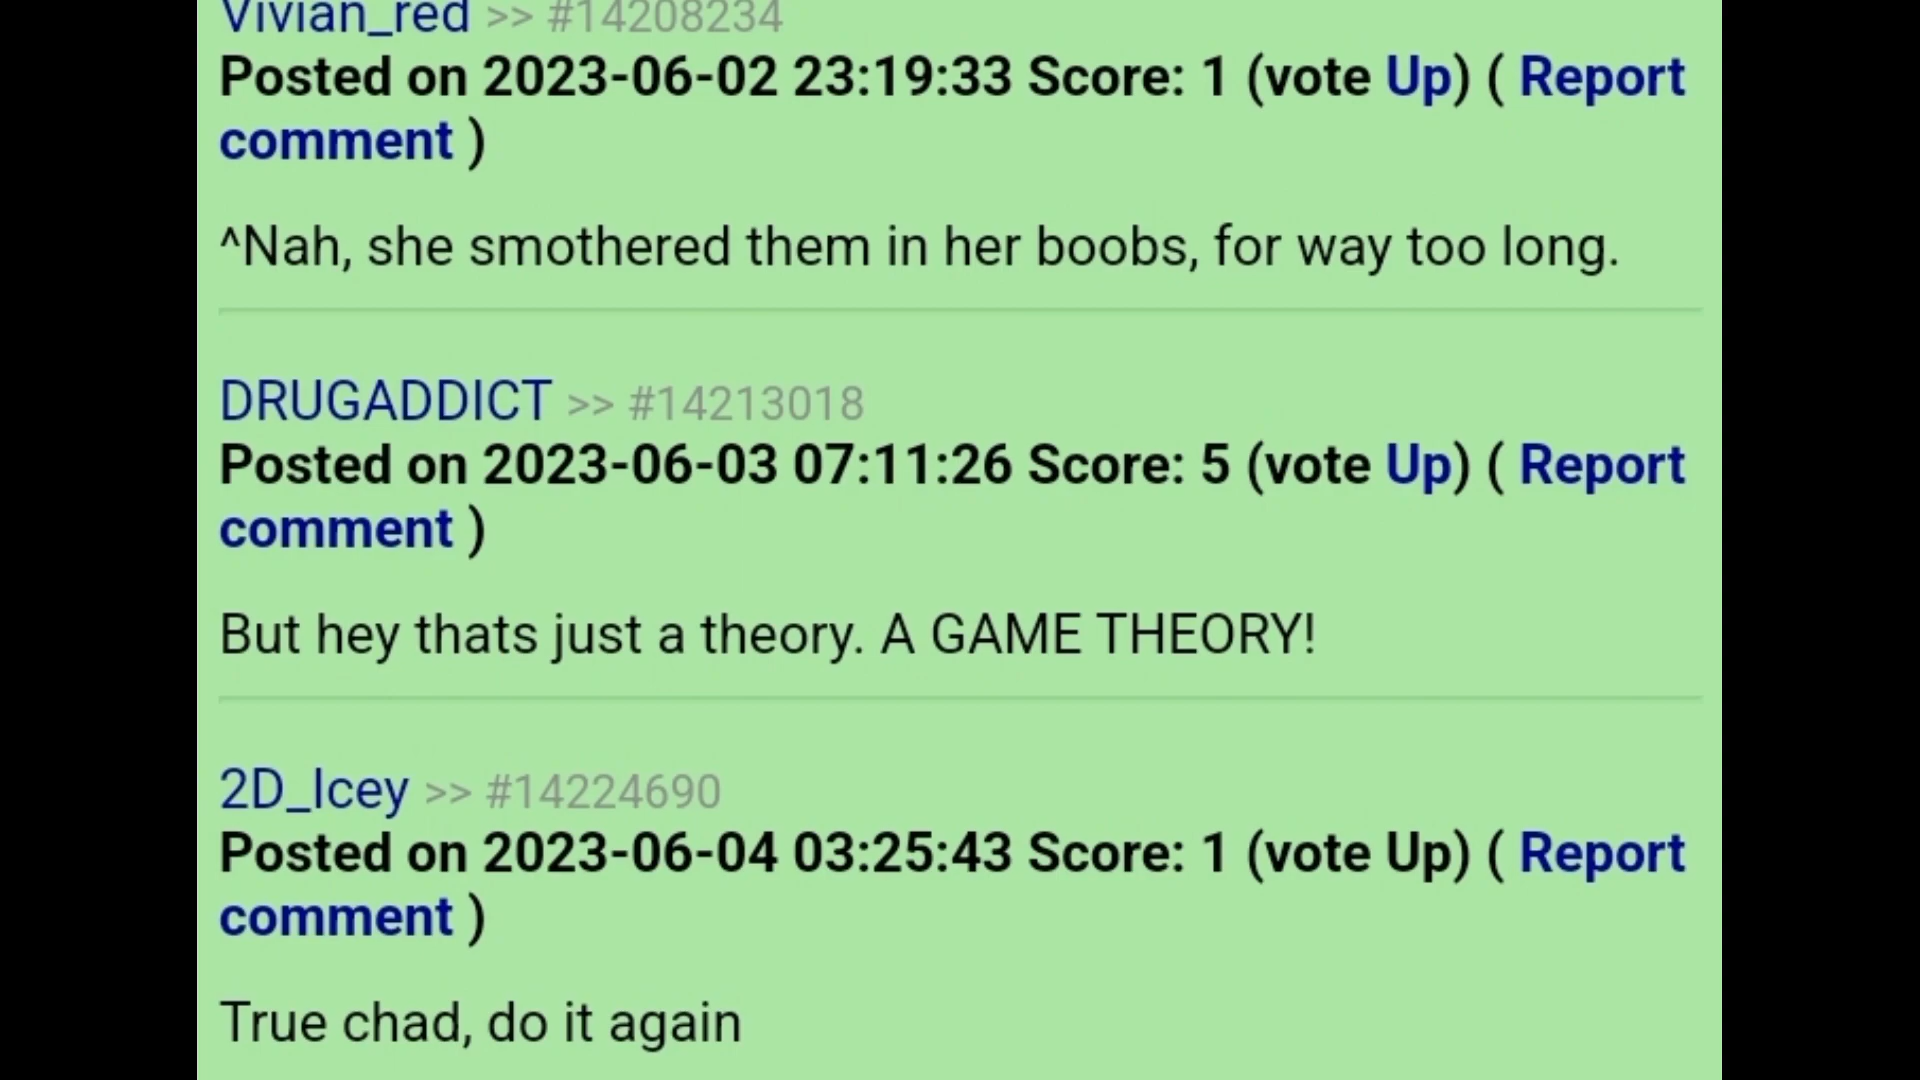 Vivian_red >> #14208234
Posted on 2023-06-02 23:19:33 Score: 1 (vote Up) ( Report
comment )
^Nah, she smothered them in her boobs, for way too long.
DRUGADDICT >> #14213018
Posted on 2023-06-03 07:11:26 Score: 5 (vote Up) ( Report
comment )
But hey thats just a theory. A GAME THEORY!
2D_Icey >> #14224690
Posted on 2023-06-04 03:25:43 Score: 1 (vote Up) ( Report
comment )
True chad, do it again